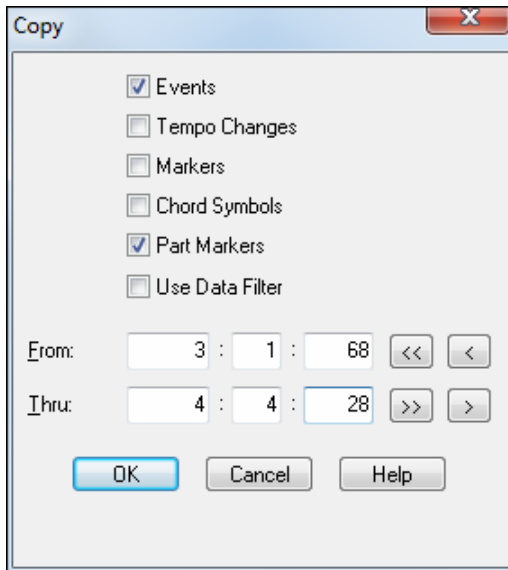 Copy
Events
Tempo Changes
Markers
Chord Symbols
Part Markers
Use Data Filter
From: 3 : 1 : 68 << <
Thru: 4 : 4 : 28 >> >
OK Cancel Help